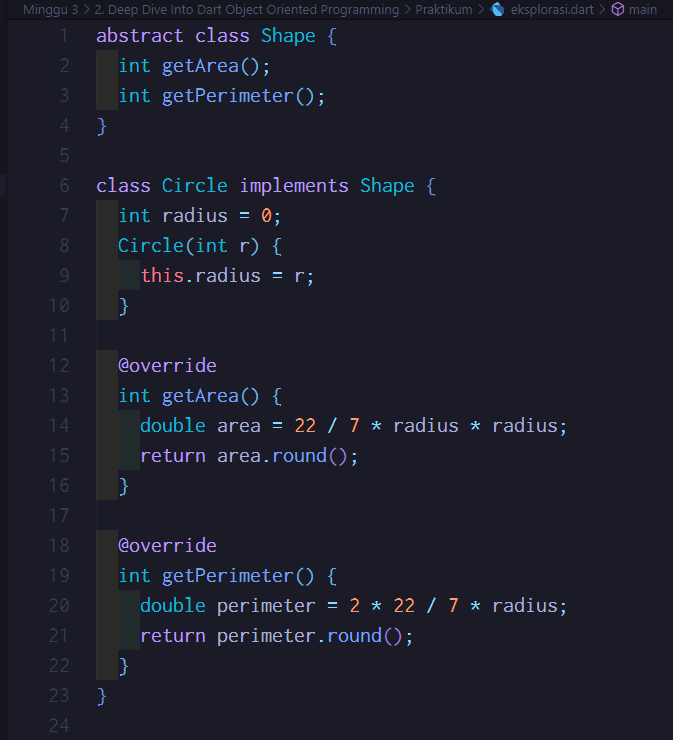 Minggu 3 > 2. Deep Dive Into Dart Object Oriented Programming > Praktikum > eksplorasi.dart > main
1 abstract class Shape {
2   int getArea();
3   int getPerimeter();
4 }
5
6 class Circle implements Shape {
7   int radius = 0;
8   Circle(int r) {
9     this.radius = r;
10   }
11
12   @override
13   int getArea() {
14     double area = 22 / 7 * radius * radius;
15     return area.round();
16   }
17
18   @override
19   int getPerimeter() {
20     double perimeter = 2 * 22 / 7 * radius;
21     return perimeter.round();
22   }
23 }
24